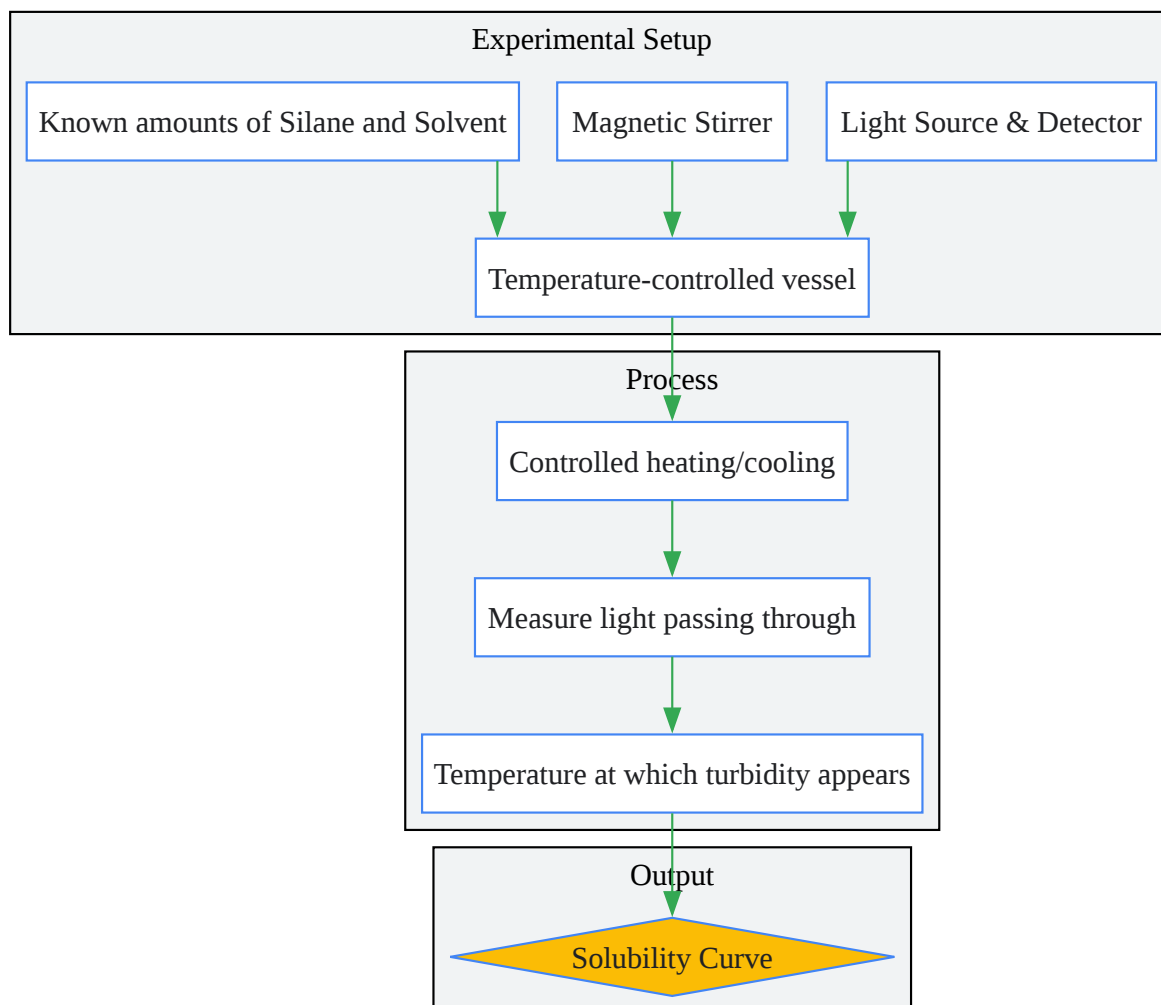 Experimental Setup
Known amounts of Silane and Solvent
Magnetic Stirrer
Light Source & Detector
Temperature-controlled vessel
Process
Controlled heating/cooling
Measure light passing through
Temperature at which turbidity appears
Output
Solubility Curve